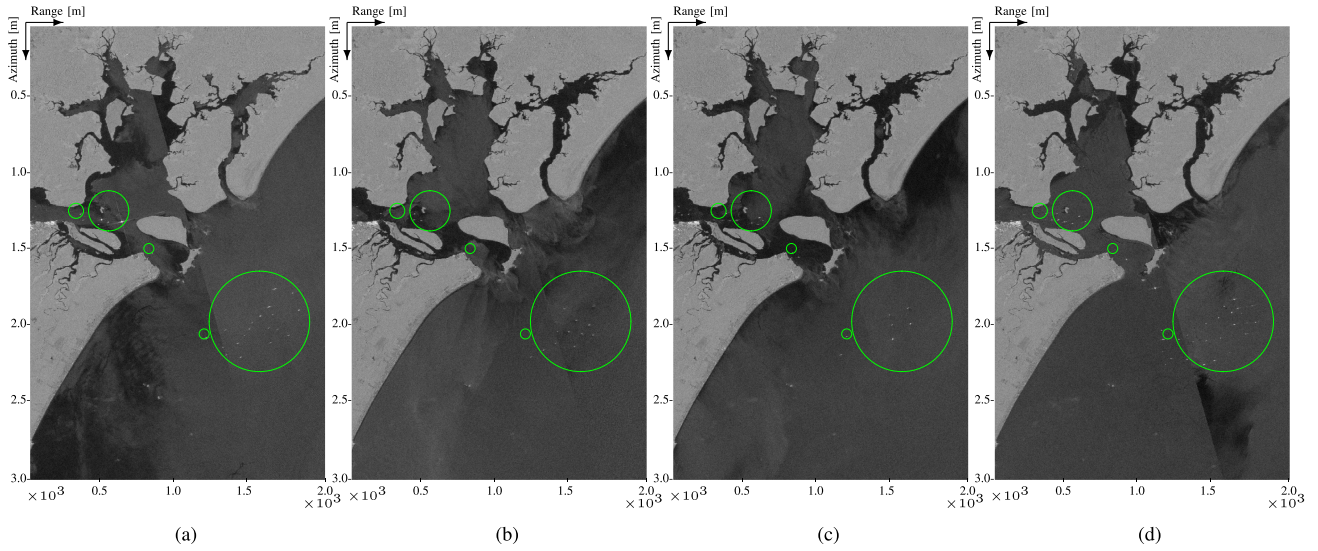 Range [m] Range [m] Range [m] Range [m]
Azimuth [m] Azimuth [m] Azimuth [m] Azimuth [m]
0.5 0.5 0.5 0.5
1.0 1.0 1.0 1.0
1.5 1.5 1.5 1.5
2.0 2.0 2.0 2.0
2.5 2.5 2.5 2.5
3.0 3.0 3.0 3.0
×10³ 0.5 1.0 1.5 2.0 ×10³ 0.5 1.0 1.5 2.0 ×10³ 0.5 1.0 1.5 2.0 ×10³ 0.5 1.0 1.5 2.0
×10³ ×10³ ×10³ ×10³
(a) (b) (c) (d)